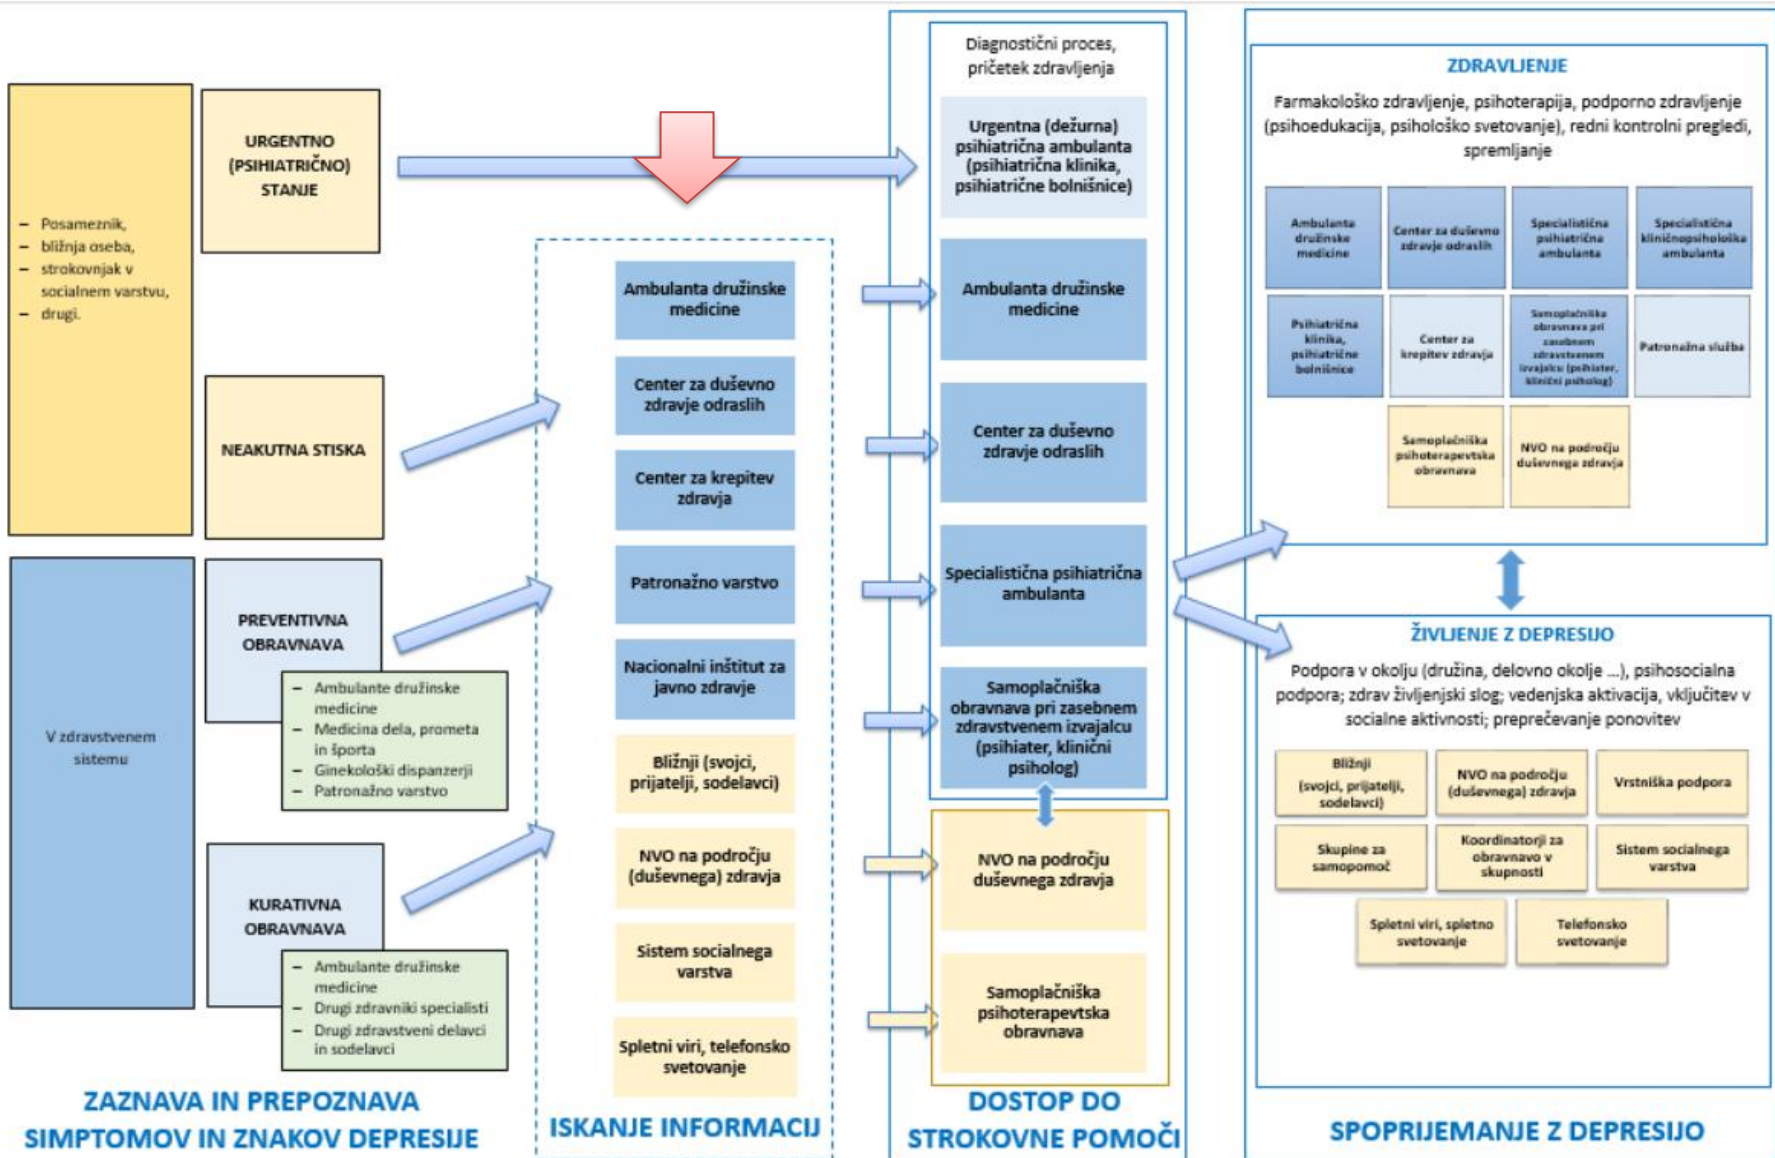 – Posameznik,
– bližnja oseba,
– strokovnjak v
socialnem varstvu,
– drugi.
URGENTNO
(PSIHIATRIČNO)
STANJE
NEAKUTNA STISKA
V zdravstvenem
sistemu
PREVENTIVNA
OBRAVNAVA
– Ambulante družinske
medicine
– Medicina dela, prometa
in športa
– Ginekološki dispanzerji
– Patronažno varstvo
KURATIVNA
OBRAVNAVA
– Ambulante družinske
medicine
– Drugi zdravniki specialisti
– Drugi zdravstveni delavci
in sodelavci
ZAZNAVA IN PREPOZNAVA
SIMPTOMOV IN ZNAKOV DEPRESIJE
Ambulanta družinske
medicine
Center za duševno
zdravje odraslih
Center za krepitev
zdravja
Patronažno varstvo
Nacionalni inštitut za
javno zdravje
Bližnji (svojci,
prijatelji, sodelavci)
NVO na področju
(duševnega) zdravja
Sistem socialnega
varstva
Spletni viri, telefonsko
svetovanje
ISKANJE INFORMACIJ
Diagnostični proces,
pričetek zdravljenja
Urgentna (dežurna)
psihiatrična ambulanta
(psihiatrična klinika,
psihiatrične bolnišnice)
Ambulanta družinske
medicine
Center za duševno
zdravje odraslih
Specialistična psihiatrična
ambulanta
Samoplačniška
obravnava pri zasebnem
zdravstvenem izvajalcu
(psihiater, klinični
psiholog)
NVO na področju
duševnega zdravja
Samoplačniška
psihoterapevtska
obravnava
DOSTOP DO
STROKOVNE POMOČI
ZDRAVLJENJE
Farmakološko zdravljenje, psihoterapija, podporno zdravljenje
(psihoedukacija, psihološko svetovanje), redni kontrolni pregledi,
spremljanje
Ambulanta
družinske
medicine
Center za duševno
zdravje odraslih
Specialistična
psihiatrična
ambulanta
Specialistična
kliničnopsihološka
ambulanta
Psihiatrična
klinika,
psihiatrične
bolnišnice
Center za
krepitev zdravja
Samoplačniška
obravnava pri
zasebnem
zdravstvenem
izvajalcu (psihiater,
klinični psiholog)
Patronažna služba
Samoplačniška
psihoterapevtska
obravnava
NVO na področju
duševnega zdravja
ŽIVLJENJE Z DEPRESIJO
Podpora v okolju (družina, delovno okolje ...), psihosocialna
podpora; zdrav življenjski slog; vedenjska aktivacija, vključitev v
socialne aktivnosti; preprečevanje ponovitev
Bližnji
(svojci, prijatelji,
sodelavci)
NVO na področju
(duševnega) zdravja
Vrstniška podpora
Skupine za
samopomoč
Koordinatorji za
obravnavo v
skupnosti
Sistem socialnega
varstva
Spletni viri, spletno
svetovanje
Telefonsko
svetovanje
SPOPRIJEMANJE Z DEPRESIJO